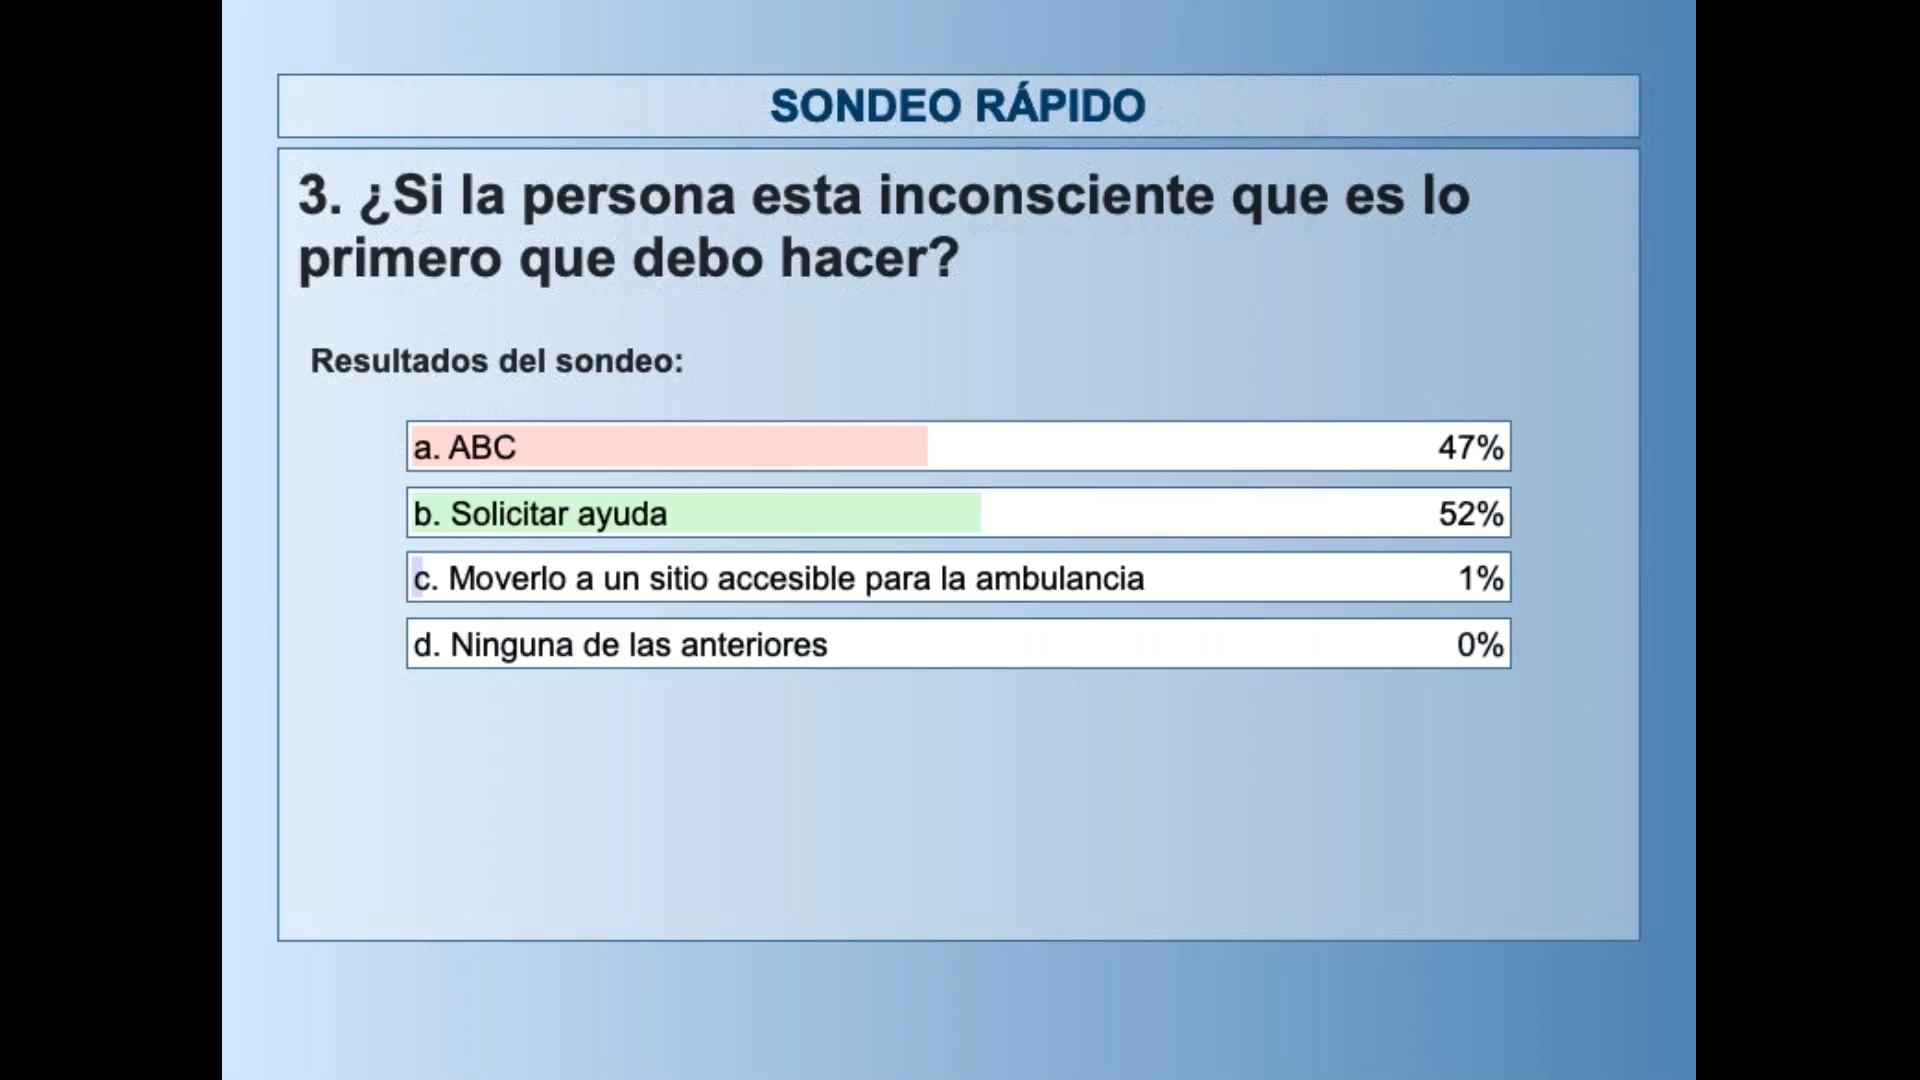 SONDEO RÁPIDO
3. ¿Si la persona esta inconsciente que es lo
primero que debo hacer?
Resultados del sondeo:
a. ABC 47%
b. Solicitar ayuda 52%
c. Moverlo a un sitio accesible para la ambulancia 1%
d. Ninguna de las anteriores 0%